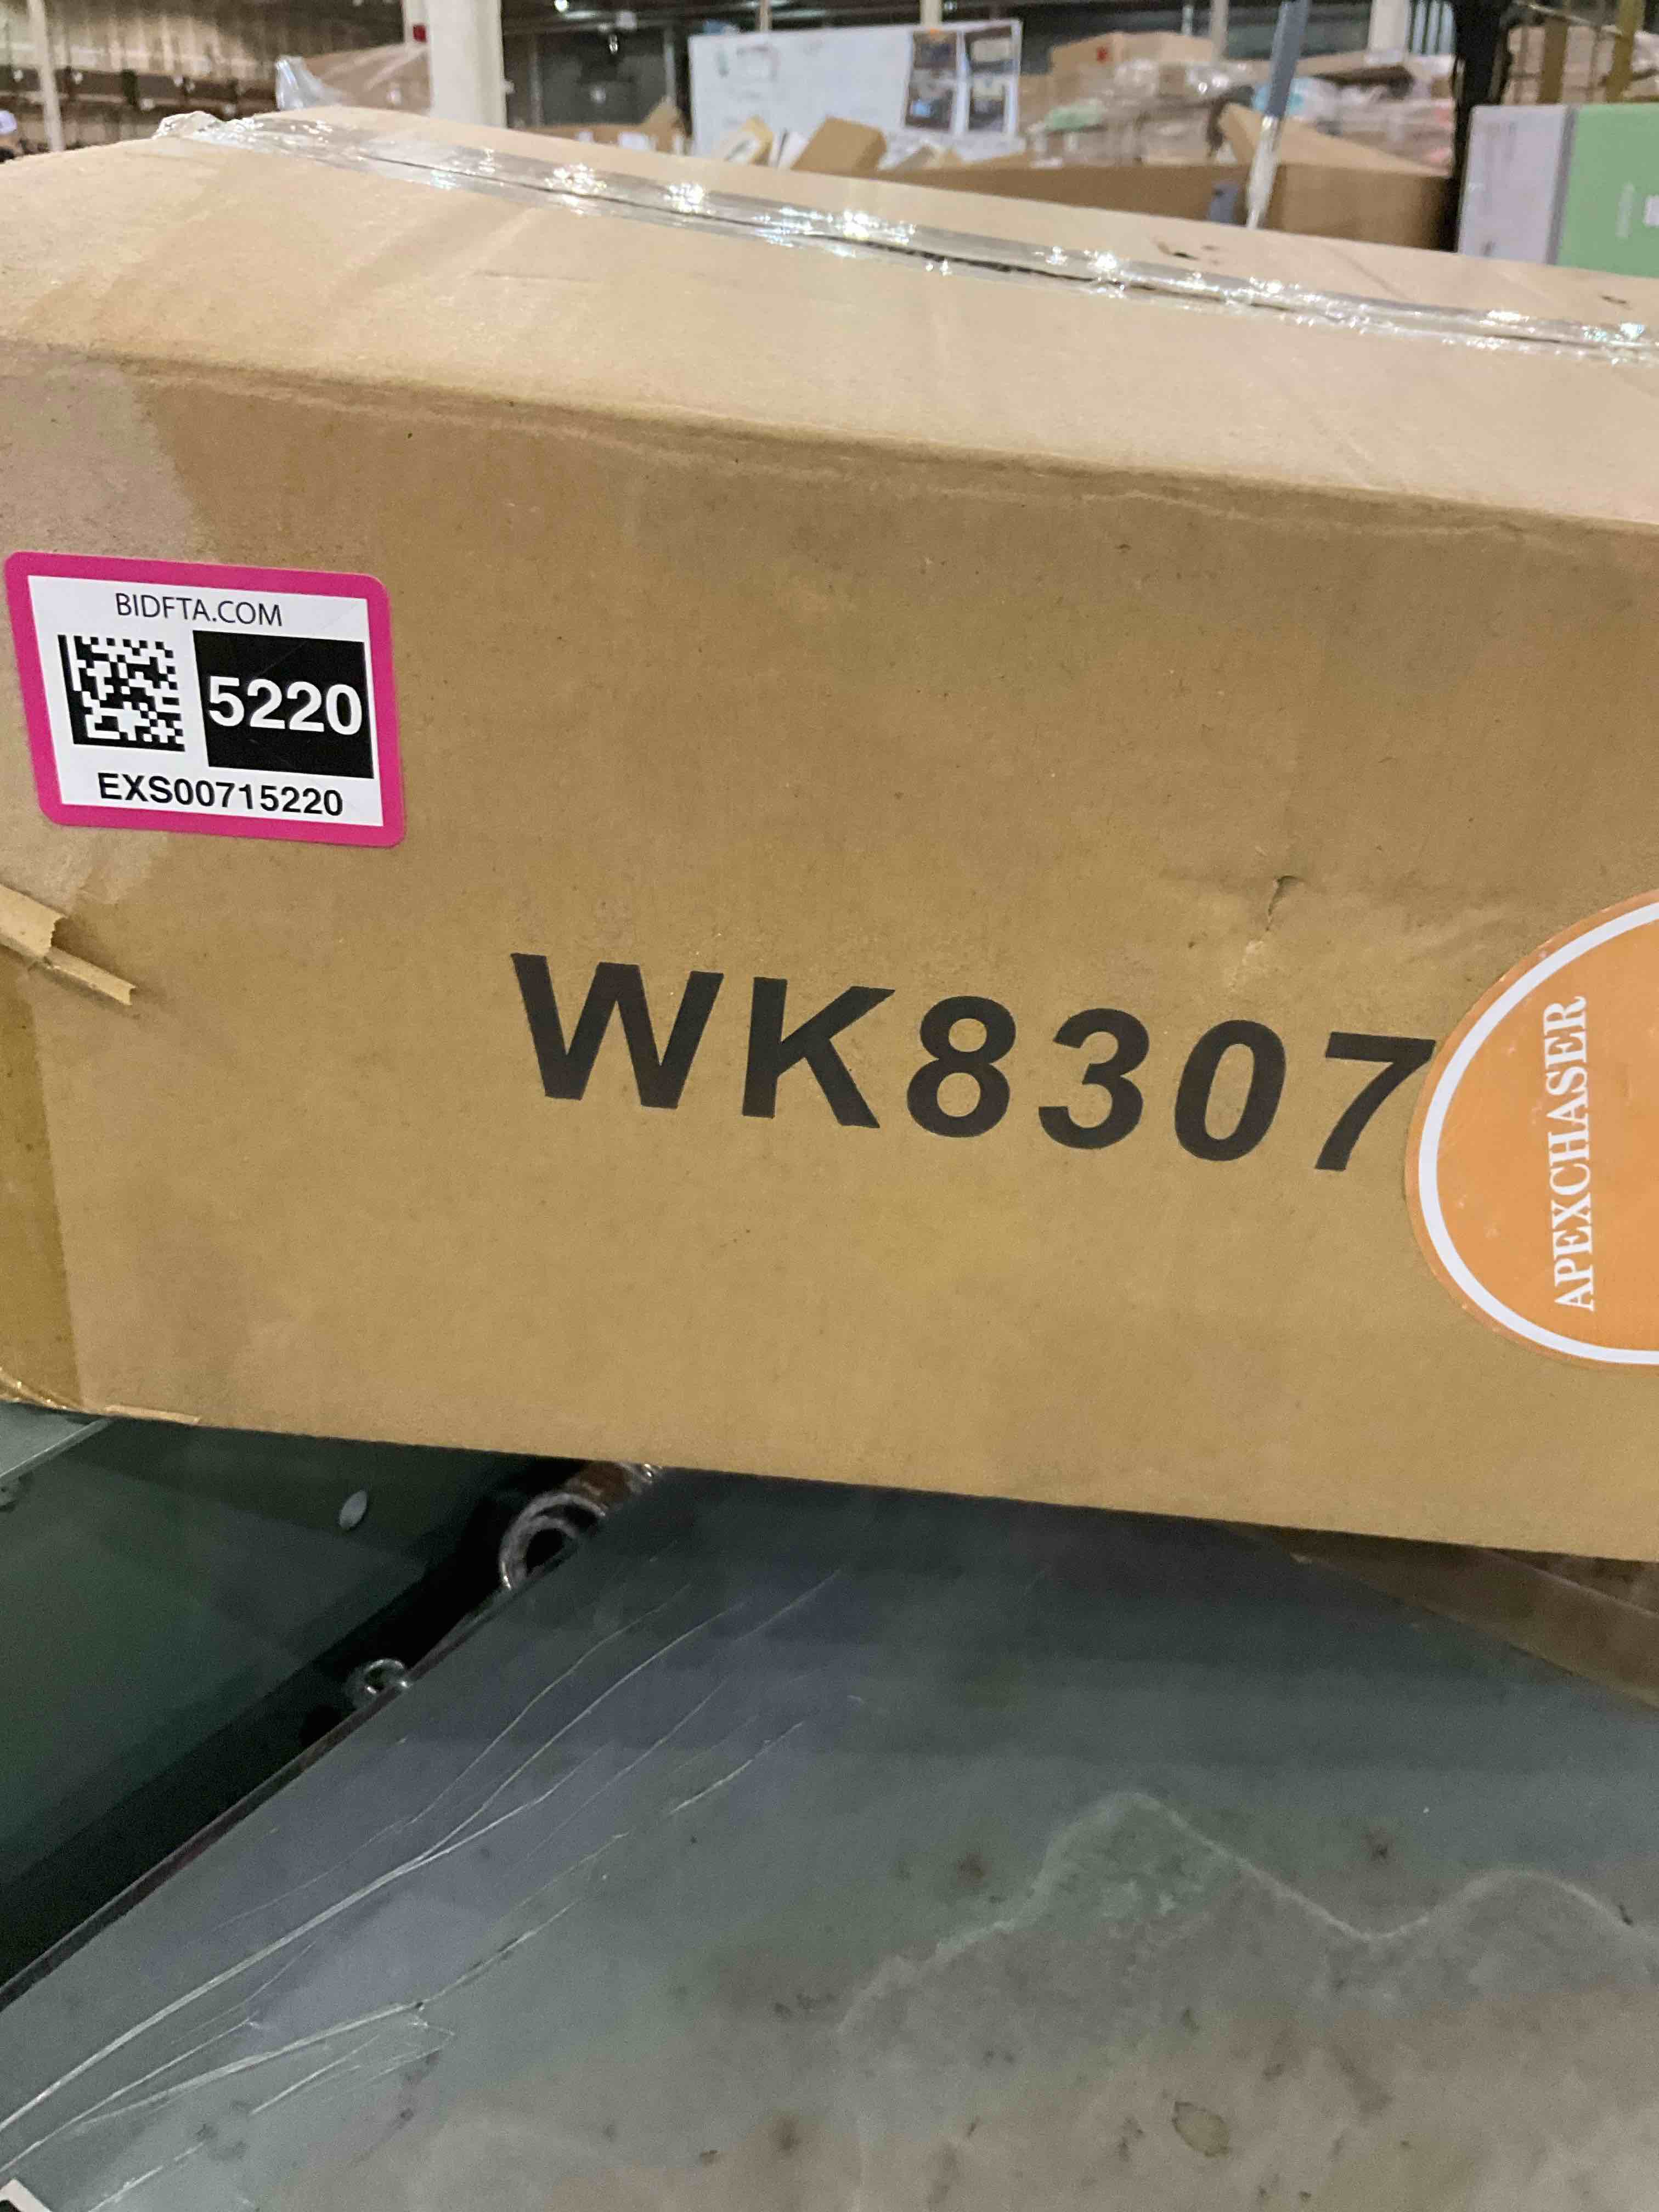 BIDFTA.COM
5220
EXS00715220
WK8307
APEXCHASER